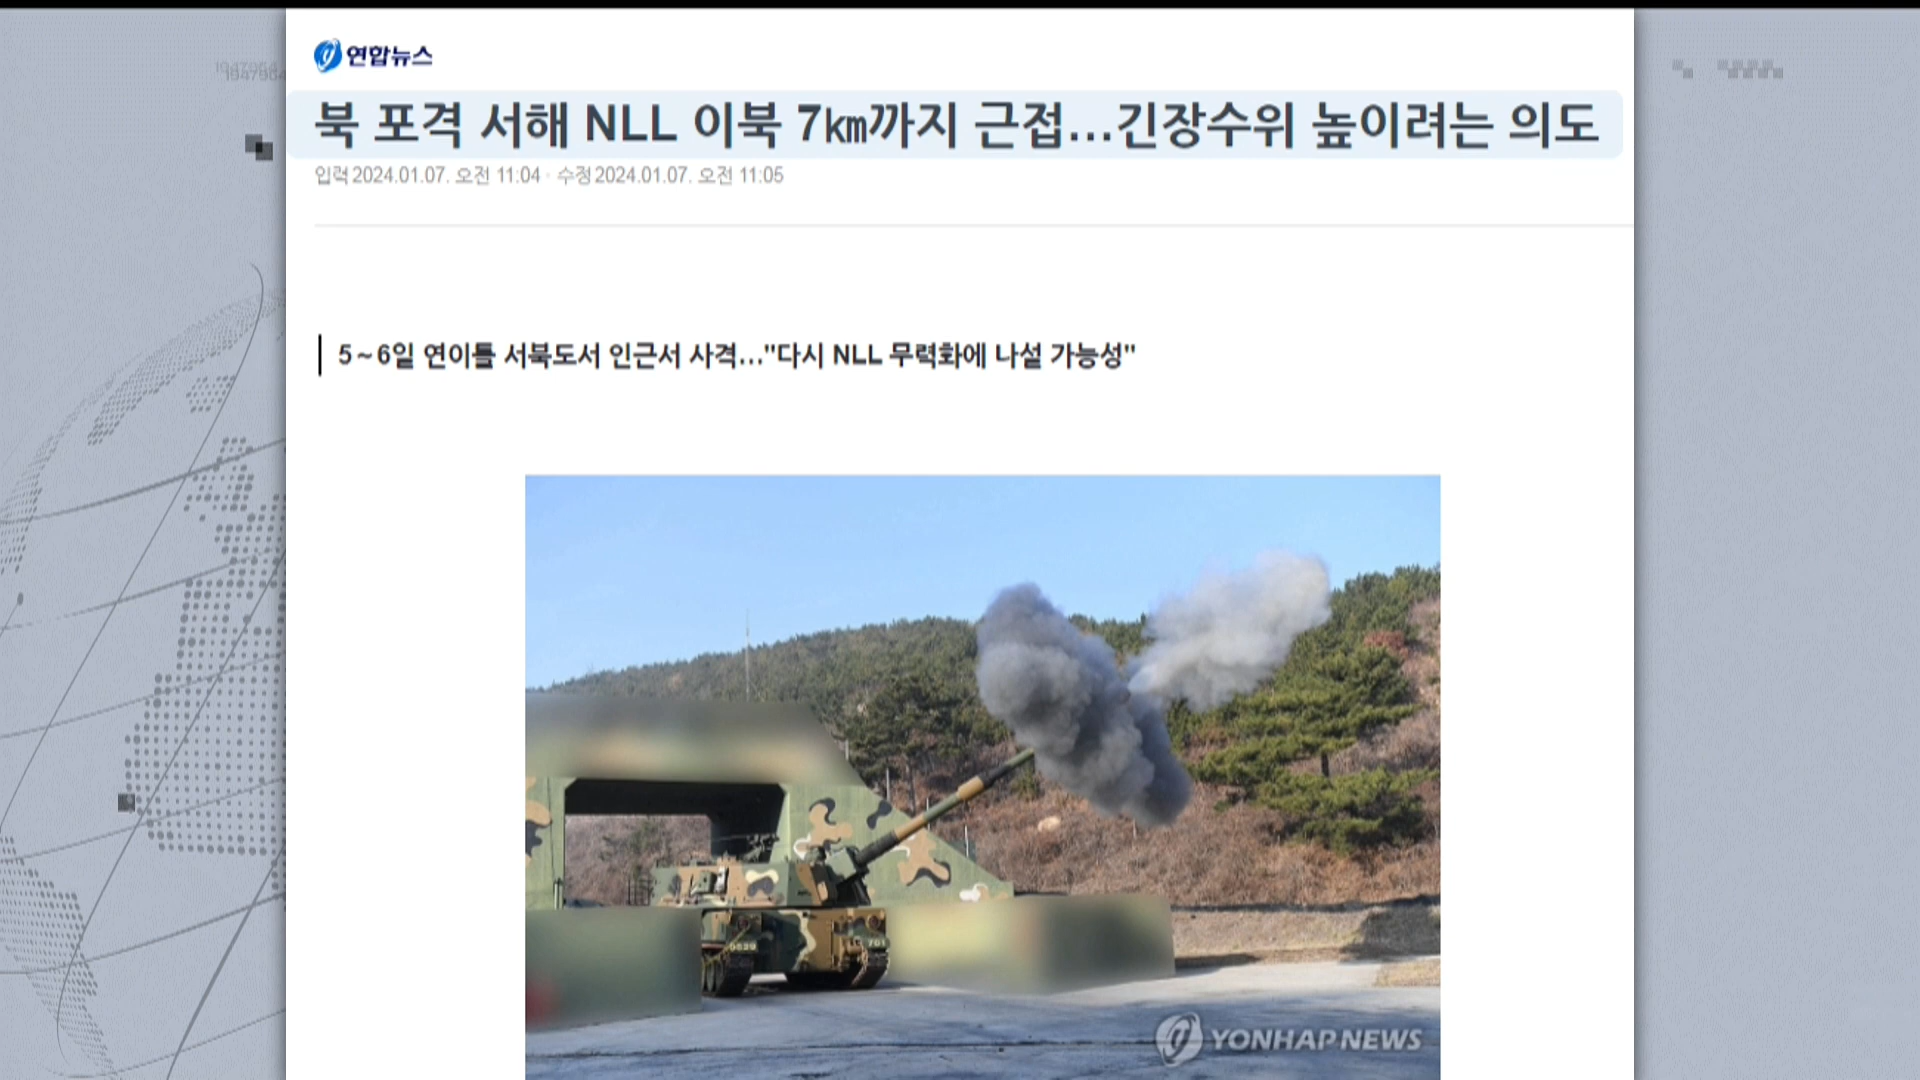 연합뉴스
북 포격 서해 NLL 이북 7㎞까지 근접...긴장수위 높이려는 의도
입력 2024.01.07. 오전 11:04 · 수정 2024.01.07. 오전 11:05
5~6일 연이틀 서북도서 인근서 사격..."다시 NLL 무력화에 나설 가능성"
YONHAP NEWS